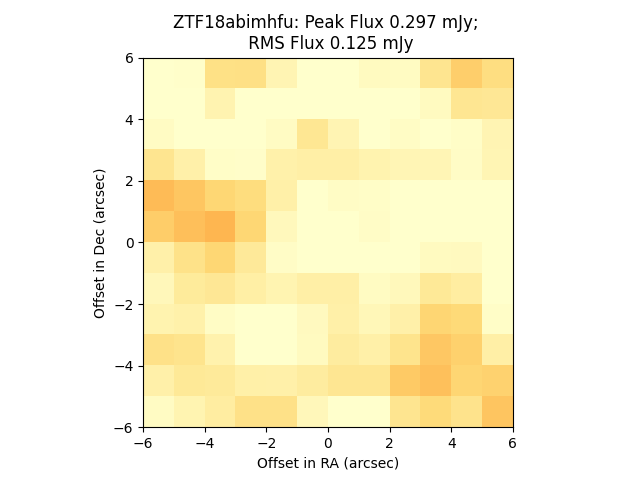 ZTF18abimhfu: Peak Flux 0.297 mJy;
RMS Flux 0.125 mJy
6
4
2
0
−2
−4
−6
Offset in Dec (arcsec)
−6 −4 −2 0 2 4 6
Offset in RA (arcsec)